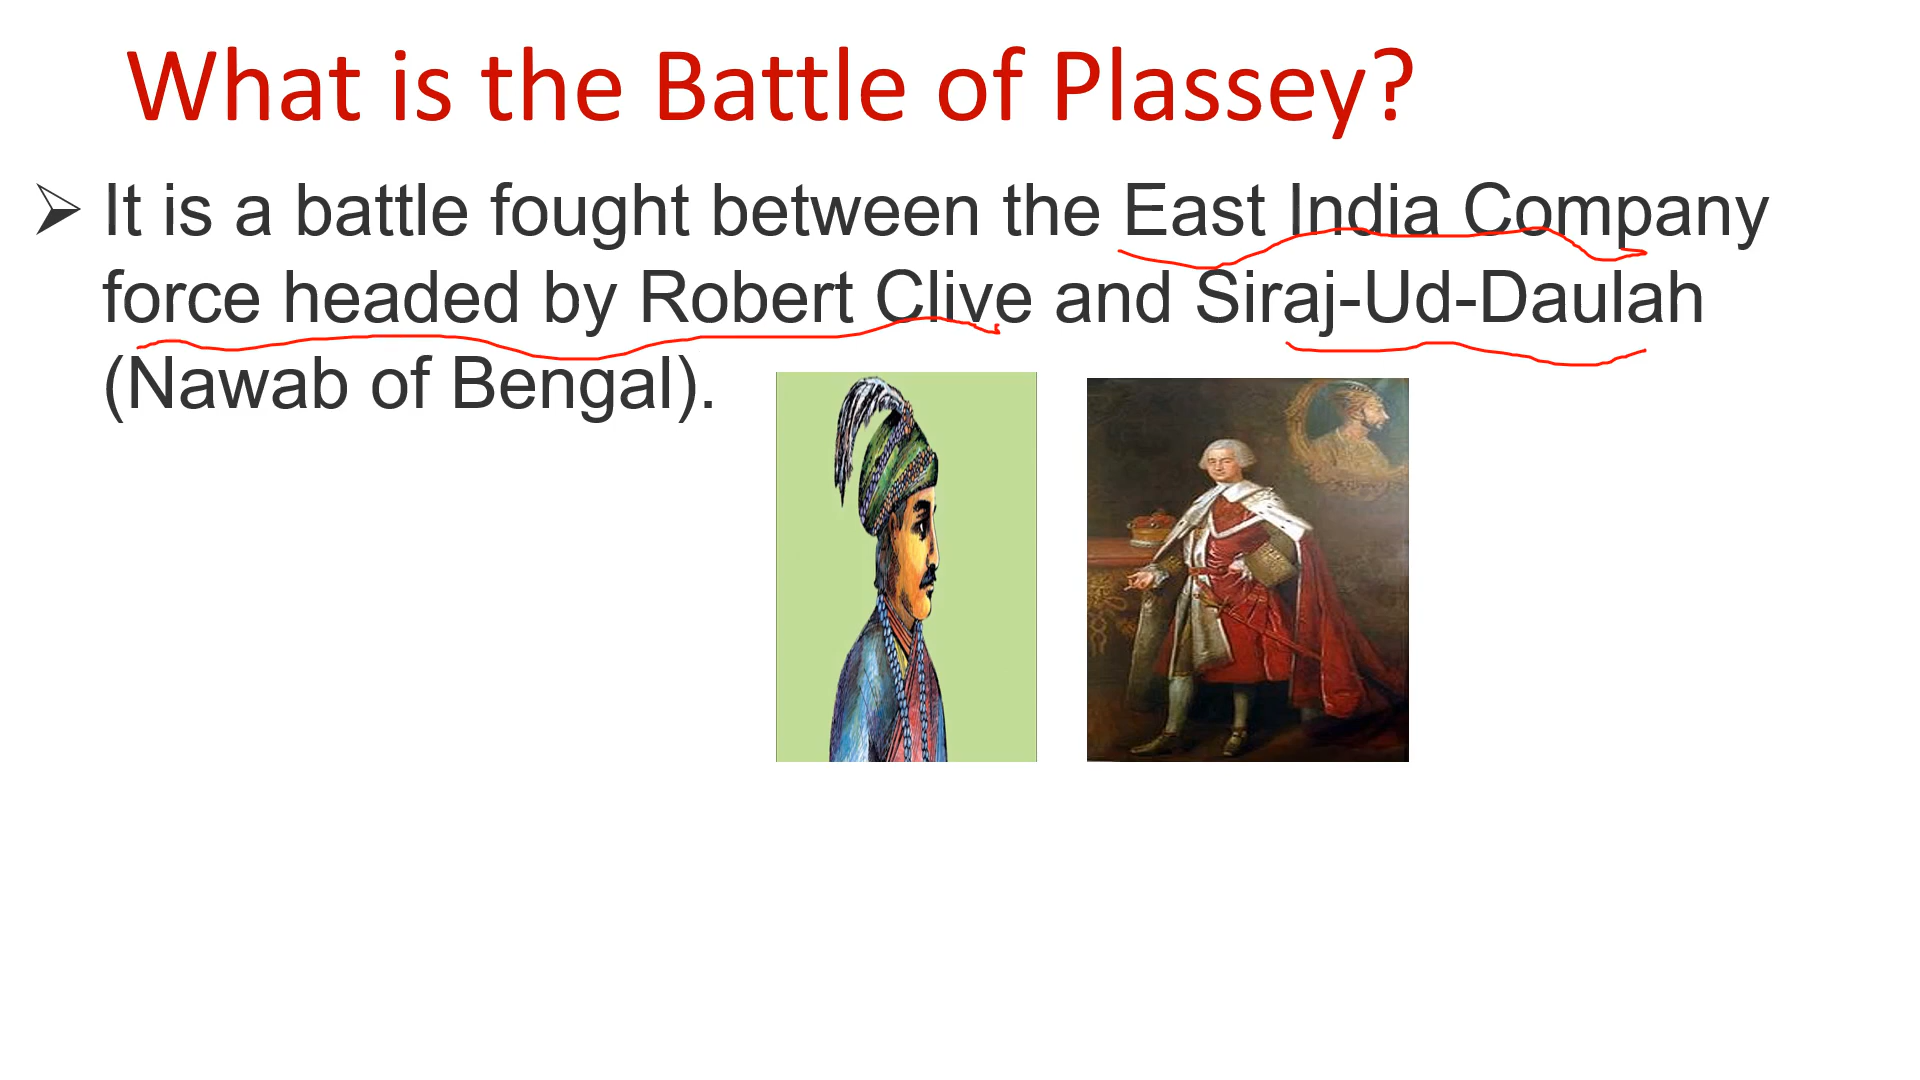 What is the Battle of Plassey?
It is a battle fought between the East India Company
force headed by Robert Clive and Siraj-Ud-Daulah
(Nawab of Bengal).